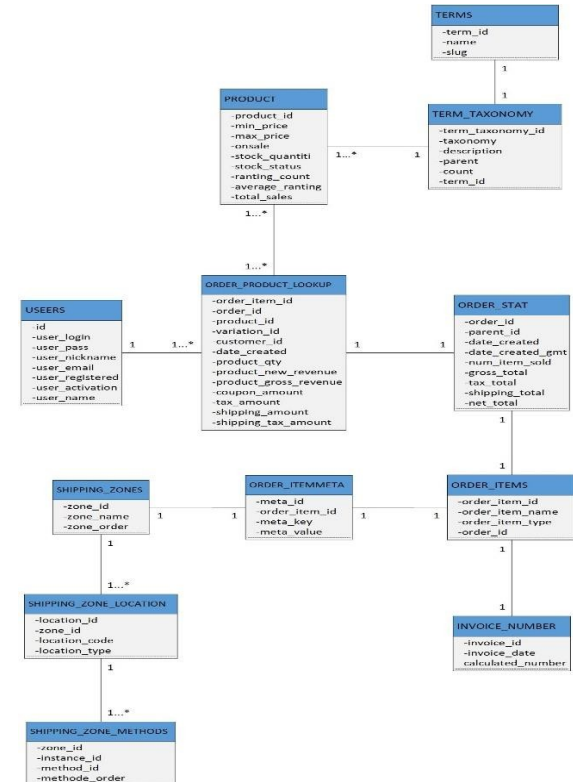 TERMS
-term_id
-name
-slug
1
1
PRODUCT
-product_id
-min_price
-max_price
-onsale
-stock_quantiti
-stock_status
-ranting_count
-average_ranting
-total_sales
1...*
1
TERM_TAXONOMY
-term_taxonomy_id
-taxonomy
-description
-parent
-count
-term_id
1...*
1...*
USEERS
-id
-user_login
-user_pass
-user_nickname
-user_email
-user_registered
-user_activation
-user_name
1
1...*
ORDER_PRODUCT_LOOKUP
-order_item_id
-order_id
-product_id
-variation_id
-customer_id
-date_created
-product_qty
-product_new_revenue
-product_gross_revenue
-coupon_amount
-tax_amount
-shipping_amount
-shipping_tax_amount
1
1
ORDER_STAT
-order_id
-parent_id
-date_created
-date_created_gmt
-num_item_sold
-gross_total
-tax_total
-shipping_total
-net_total
1
1
SHIPPING_ZONES
-zone_id
-zone_name
-zone_order
1
1
ORDER_ITEMMETA
-meta_id
-order_item_id
-meta_key
-meta_value
1
1
ORDER_ITEMS
-order_item_id
-order_item_name
-order_item_type
-order_id
1
1
1
1...*
SHIPPING_ZONE_LOCATION
-location_id
-zone_id
-location_code
-location_type
INVOICE_NUMBER
-invoice_id
-invoice_date
calculated_number
1
1...*
SHIPPING_ZONE_METHODS
-zone_id
-instance_id
-method_id
-methode_order